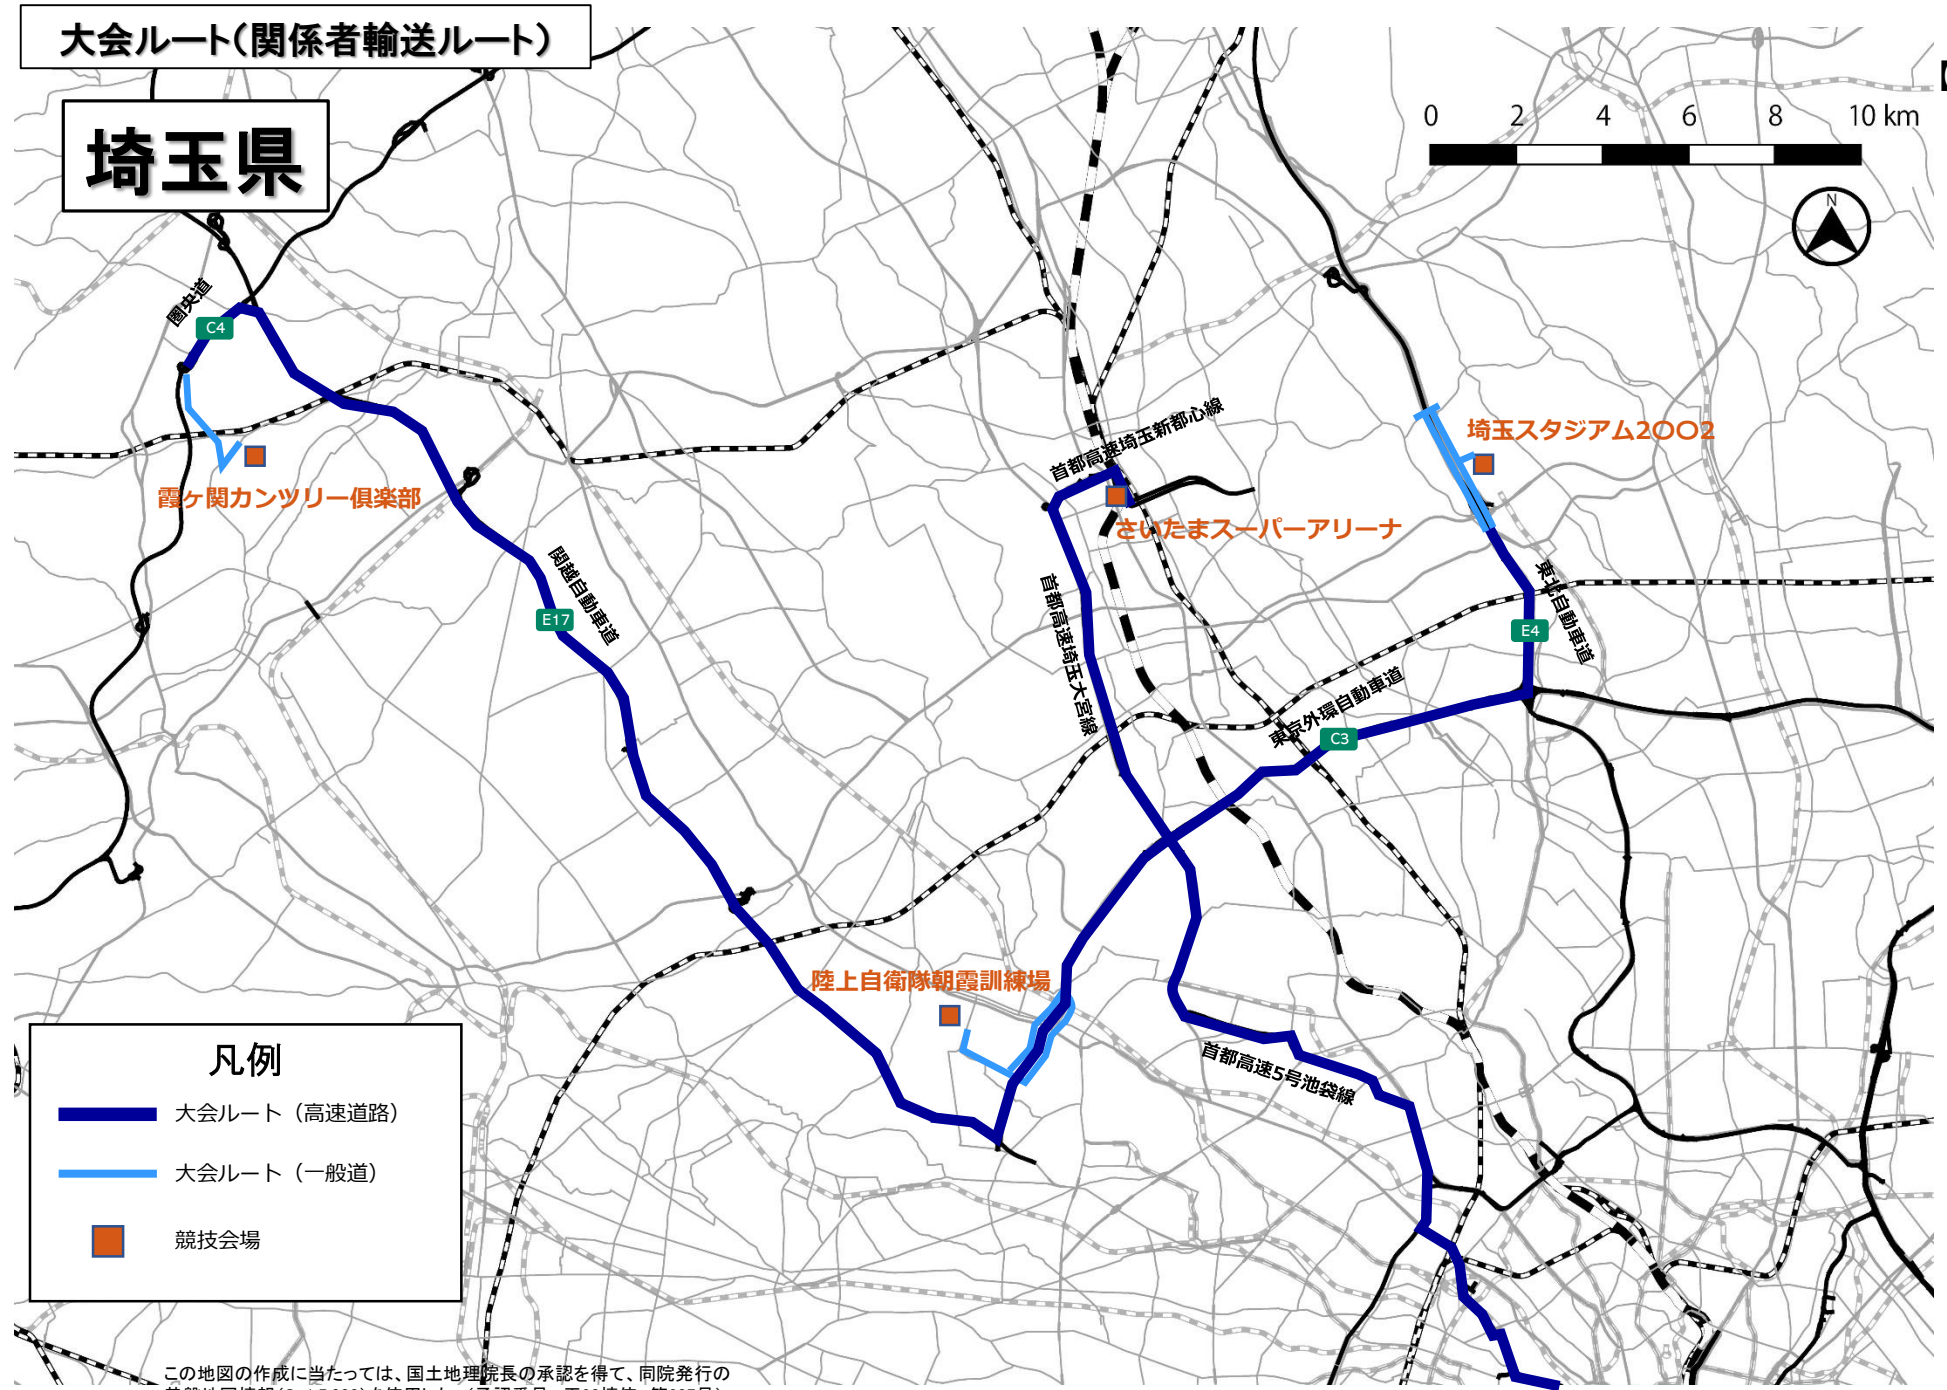 大会ルート(関係者輸送ルート)
埼玉県
0 2 4 6 8 10 km
N
圏央道
C4
霞ヶ関カンツリー倶楽部
関越自動車道
E17
首都高速埼玉新都心線
さいたまスーパーアリーナ
首都高速埼玉大宮線
埼玉スタジアム2〇〇2
東北自動車道
E4
東京外環自動車道
C3
陸上自衛隊朝霞訓練場
首都高速5号池袋線
凡例
大会ルート（高速道路）
大会ルート（一般道）
競技会場
この地図の作成に当たっては、国土地理院長の承認を得て、同院発行の